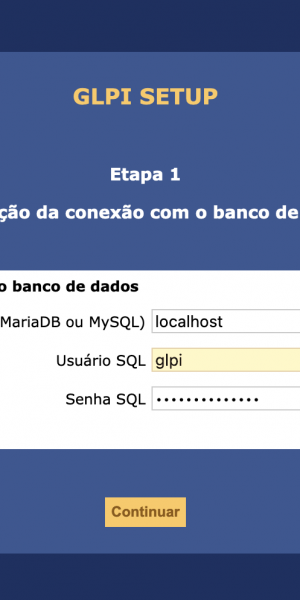 GLPI SETUP
Etapa 1
ção da conexão com o banco de
o banco de dados
MariaDB ou MySQL) localhost
Usuário SQL glpi
Senha SQL ••••••••••••••
Continuar